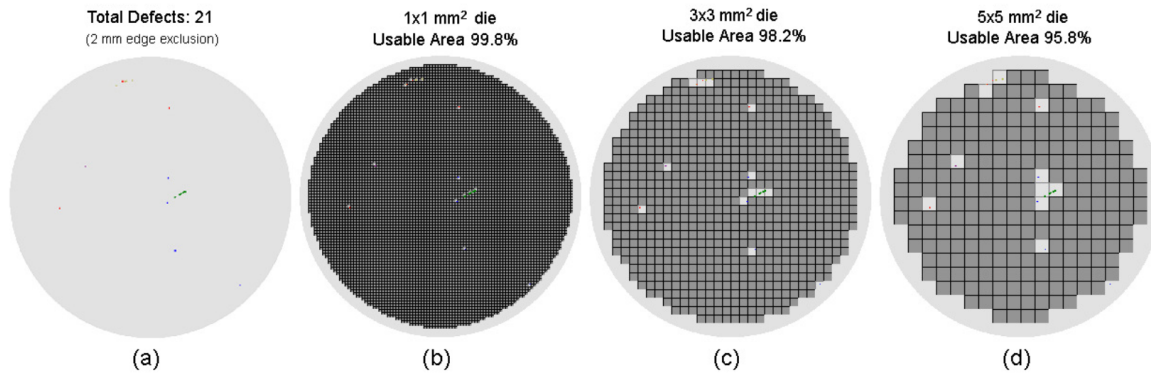 Total Defects: 21
(2 mm edge exclusion)
1x1 mm² die
Usable Area 99.8%
3x3 mm² die
Usable Area 98.2%
5x5 mm² die
Usable Area 95.8%
(a)
(b)
(c)
(d)